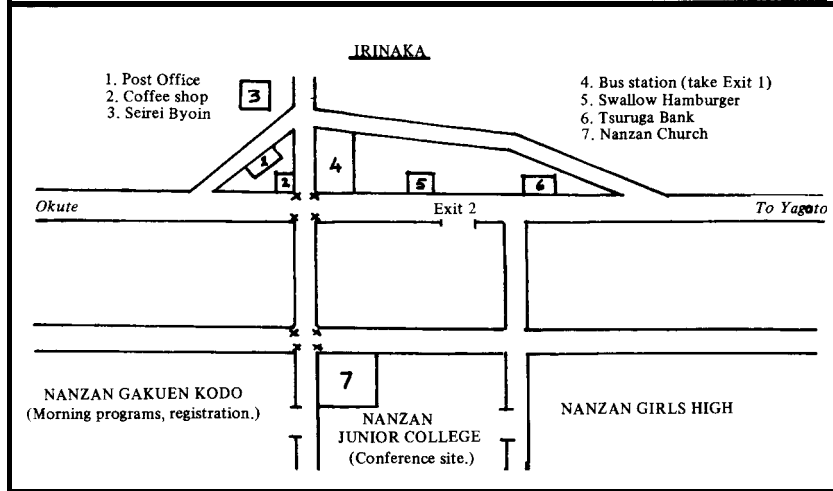 IRINAKA
1. Post Office
2. Coffee shop
3. Seirei Byoin
4. Bus station (take Exit 1)
5. Swallow Hamburger
6. Tsuruga Bank
7. Nanzan Church
3
1
4
2
5
6
Okute
Exit 2
To Yagoto
7
NANZAN GAKUEN KODO
(Morning programs, registration.)
NANZAN
JUNIOR COLLEGE
(Conference site.)
NANZAN GIRLS HIGH